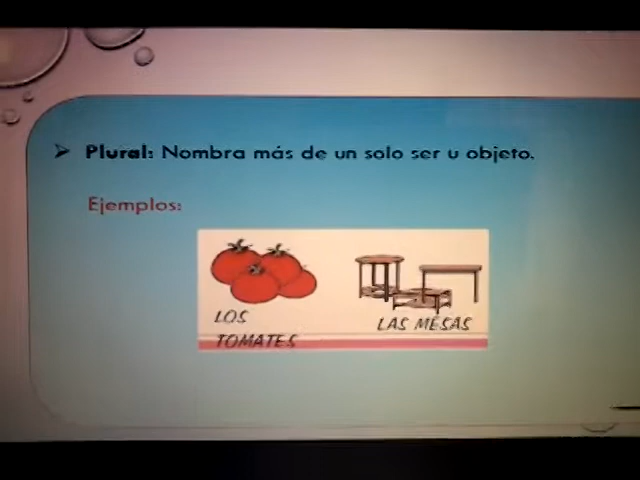 Plural: Nombra más de un solo ser u objeto.
Ejemplos:
LOS
TOMATES
LAS MESAS